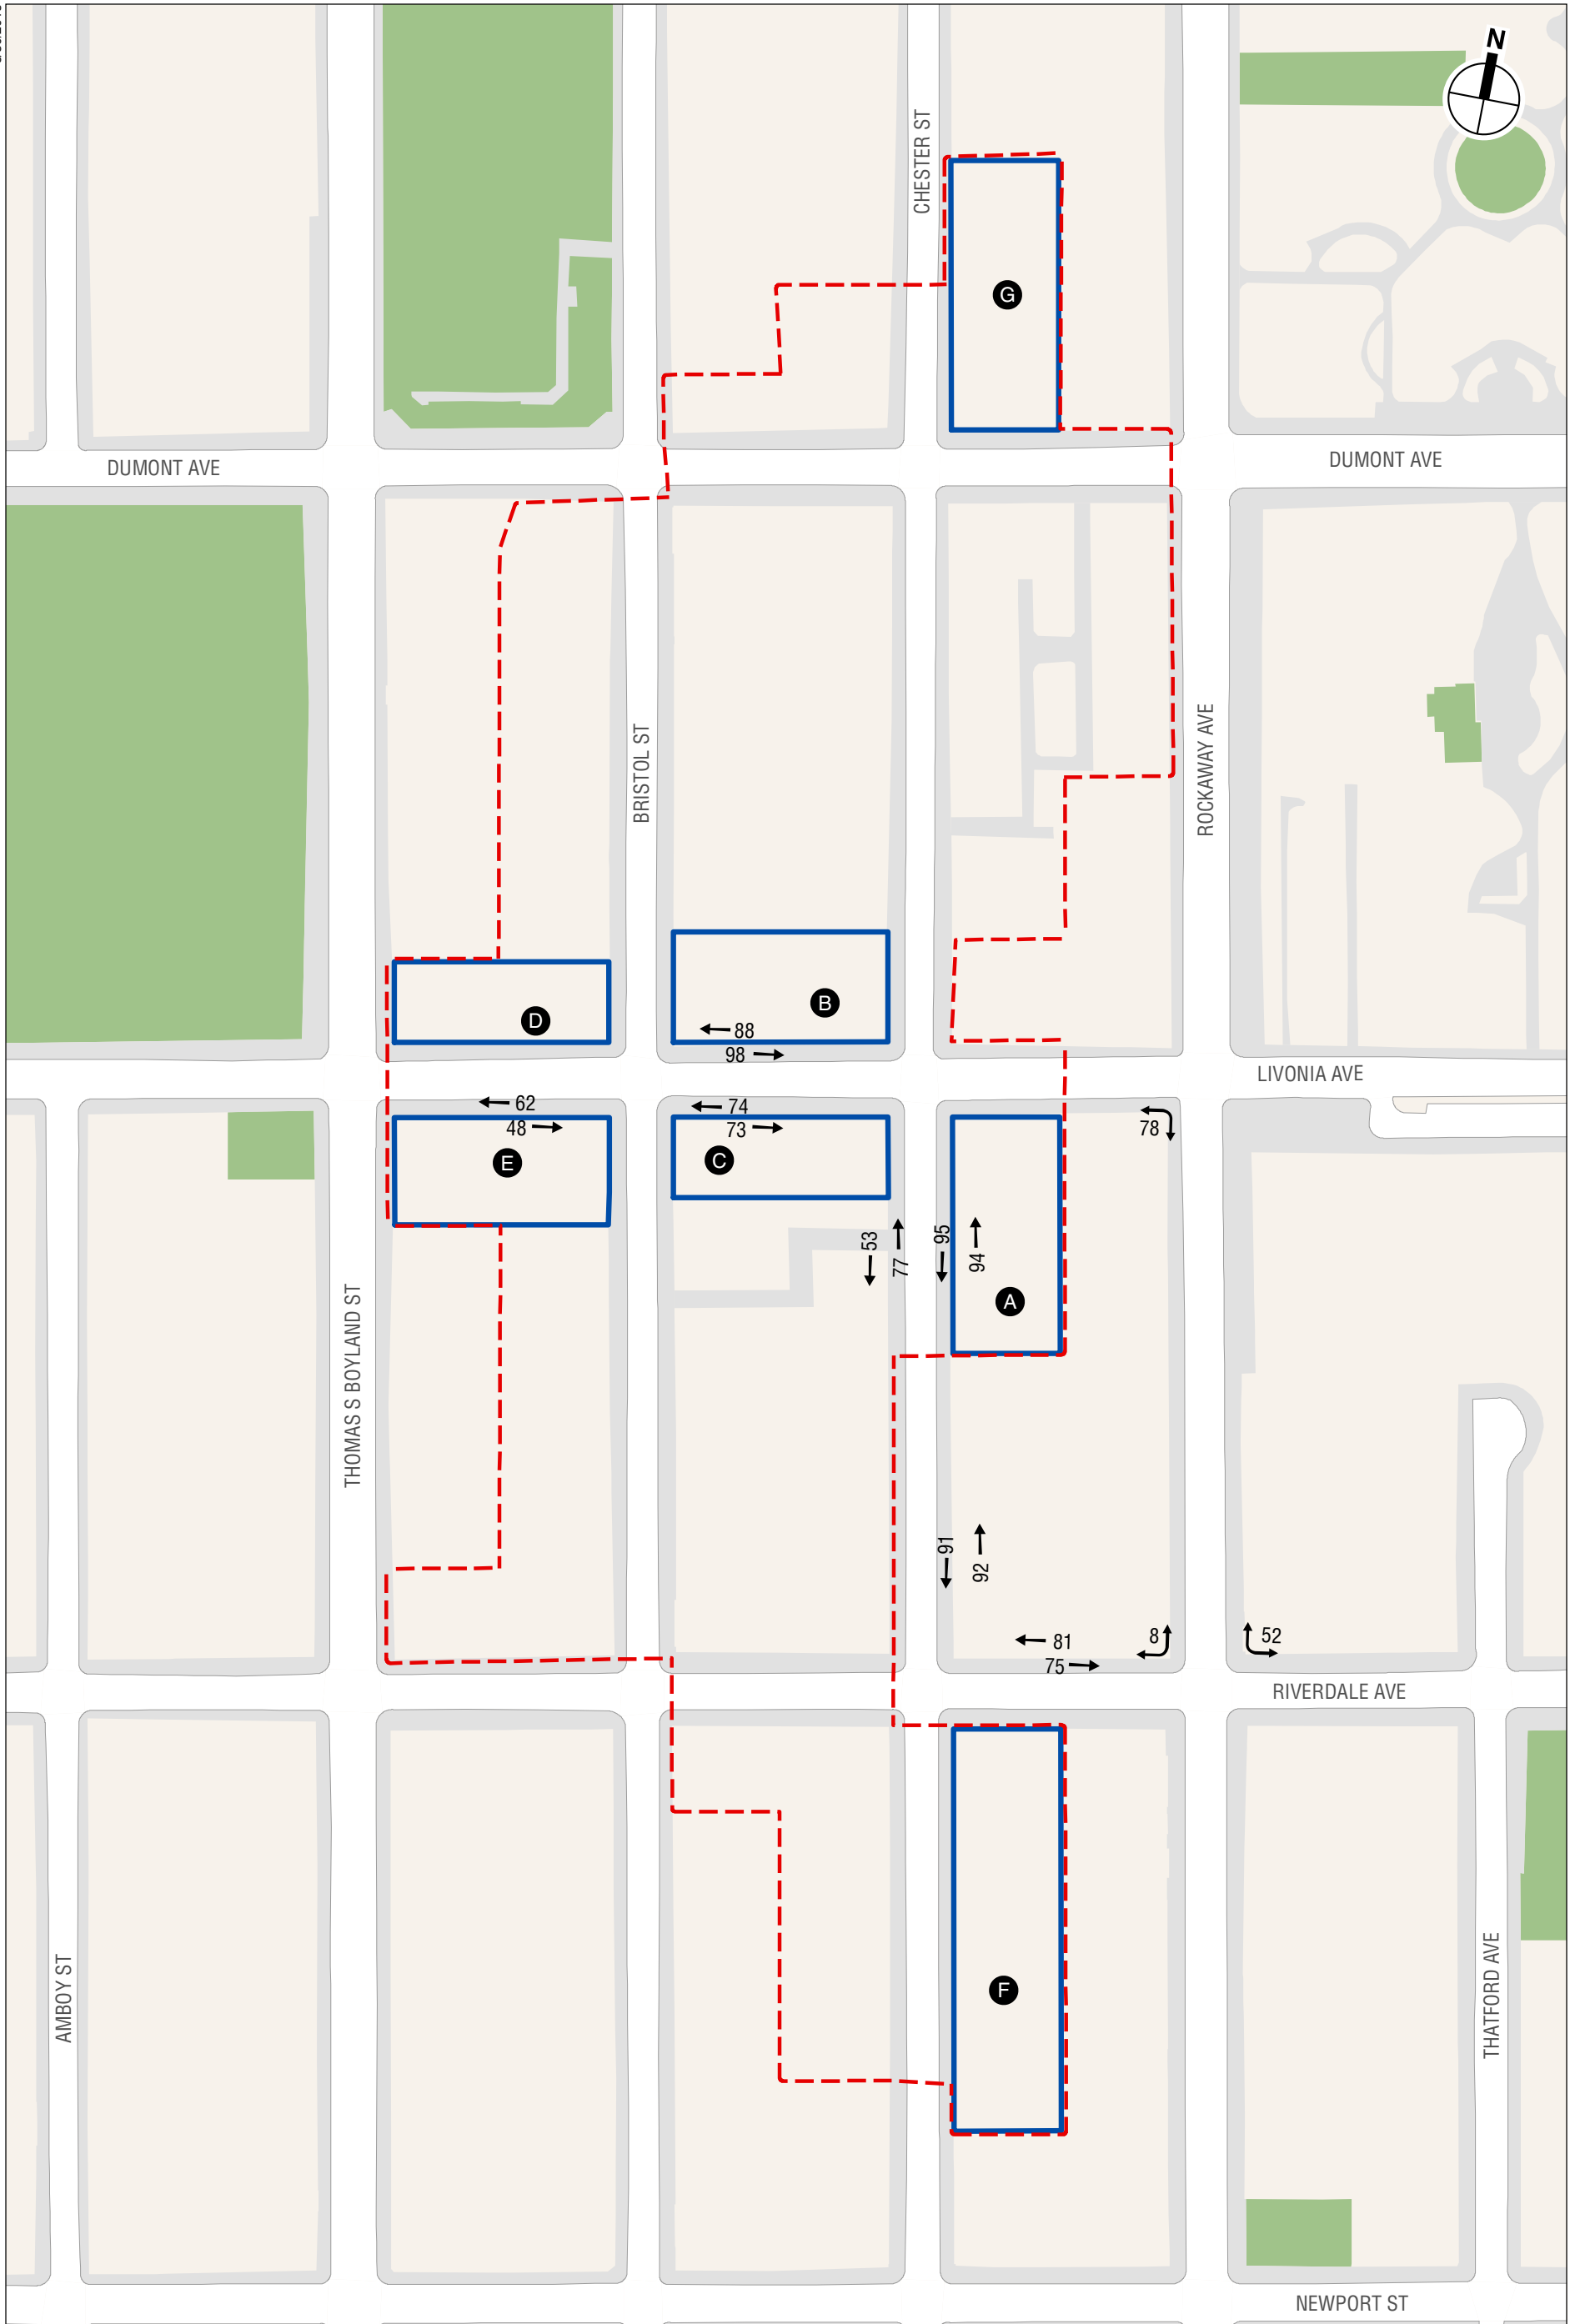 N
CHESTER ST
G
DUMONT AVE
DUMONT AVE
BRISTOL ST
ROCKAWAY AVE
D
B
88
98
LIVONIA AVE
62
48
E
74
73
C
78
53
77
95
94
A
THOMAS S BOYLAND ST
91
92
81
75
8
52
RIVERDALE AVE
AMBOY ST
F
THATFORD AVE
NEWPORT ST